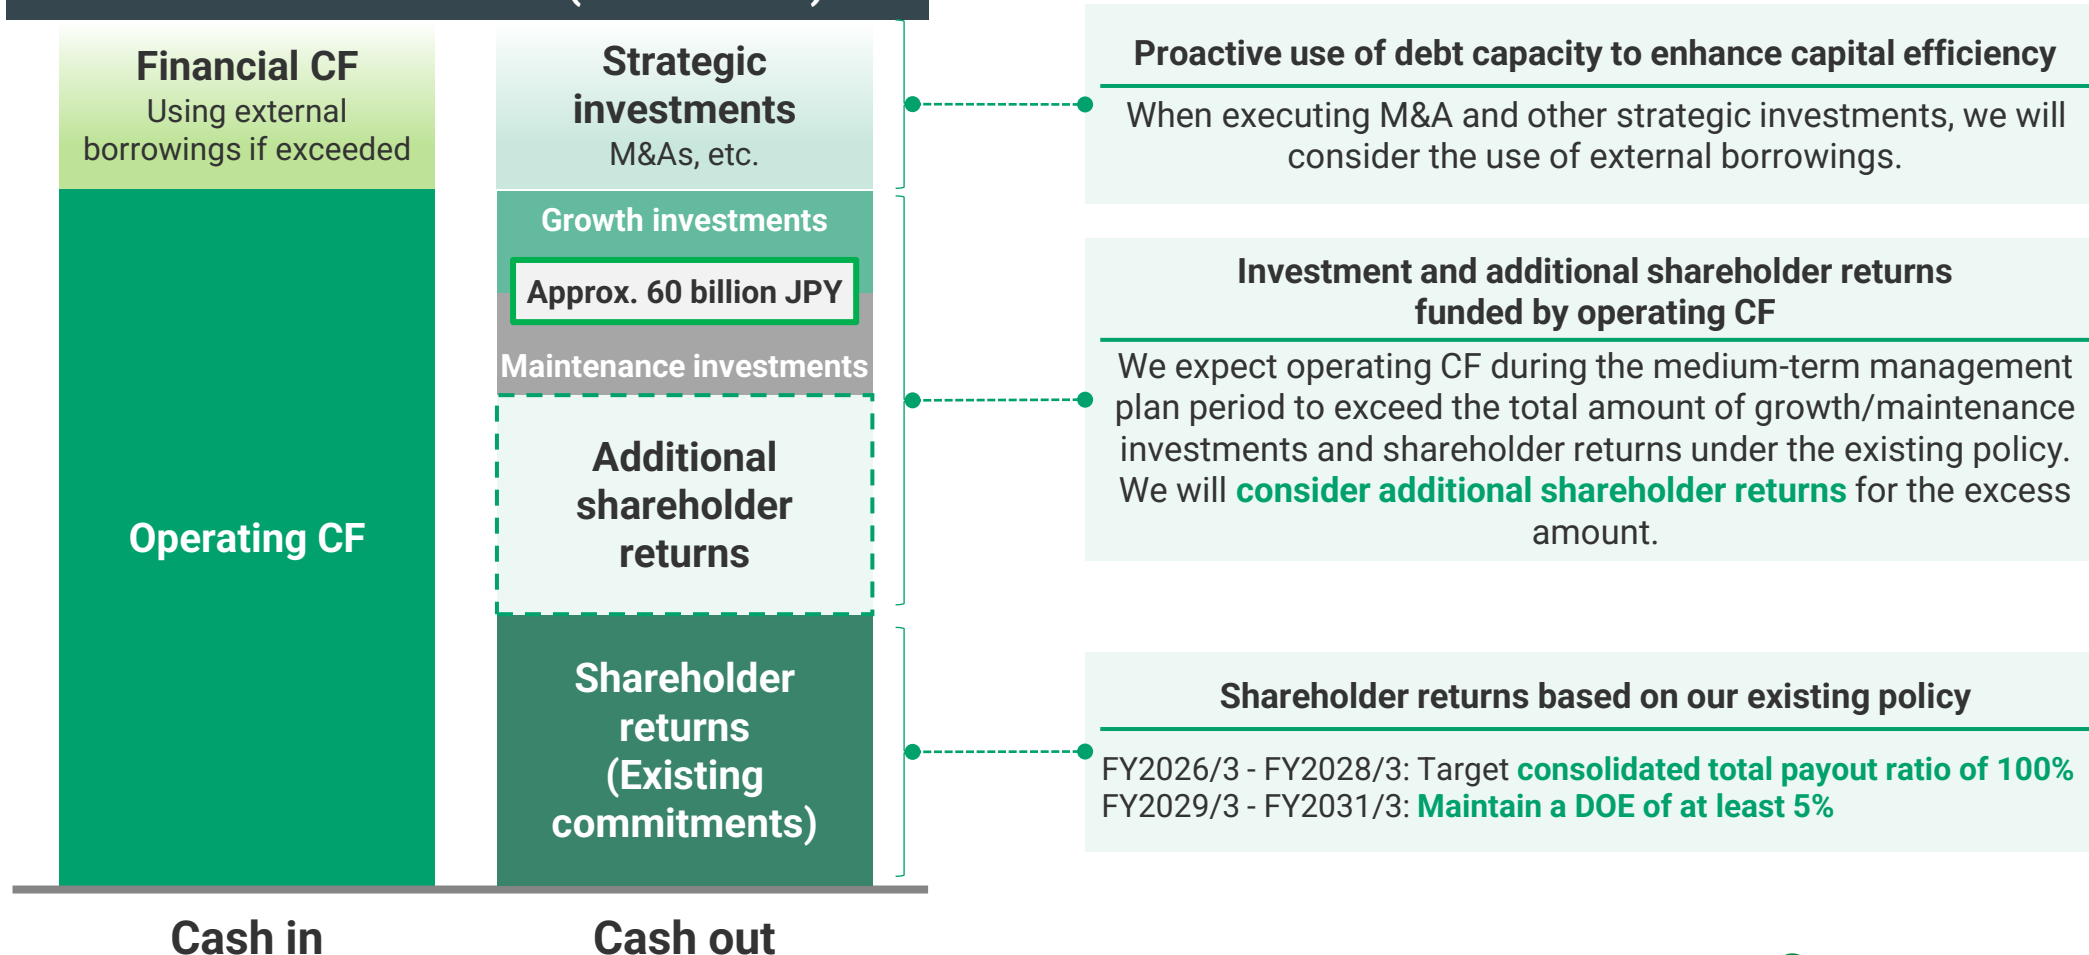 Financial CF
Using external
borrowings if exceeded
Operating CF
Cash in
Strategic
investments
M&As, etc.
Growth investments
Approx. 60 billion JPY
Maintenance investments
Additional
shareholder
returns
Shareholder
returns
(Existing
commitments)
Cash out
Proactive use of debt capacity to enhance capital efficiency
When executing M&A and other strategic investments, we will
consider the use of external borrowings.
Investment and additional shareholder returns
funded by operating CF
We expect operating CF during the medium-term management
plan period to exceed the total amount of growth/maintenance
investments and shareholder returns under the existing policy.
We will consider additional shareholder returns for the excess
amount.
Shareholder returns based on our existing policy
FY2026/3 - FY2028/3: Target consolidated total payout ratio of 100%
FY2029/3 - FY2031/3: Maintain a DOE of at least 5%